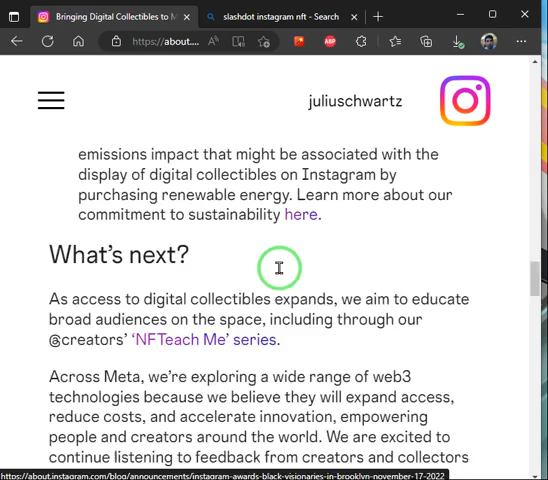 Bringing Digital Collectibles to M
slashdot instagram nft - Search
https://about....
juliuschwartz
emissions impact that might be associated with the
display of digital collectibles on Instagram by
purchasing renewable energy. Learn more about our
commitment to sustainability here.
What's next?
As access to digital collectibles expands, we aim to educate
broad audiences on the space, including through our
@creators' 'NFTeach Me' series.
Across Meta, we're exploring a wide range of web3
technologies because we believe they will expand access,
reduce costs, and accelerate innovation, empowering
people and creators around the world. We are excited to
continue listening to feedback from creators and collectors
https://about.instagram.com/blog/announcements/instagram-awards-black-visionaries-in-brooklyn-november-17-2022